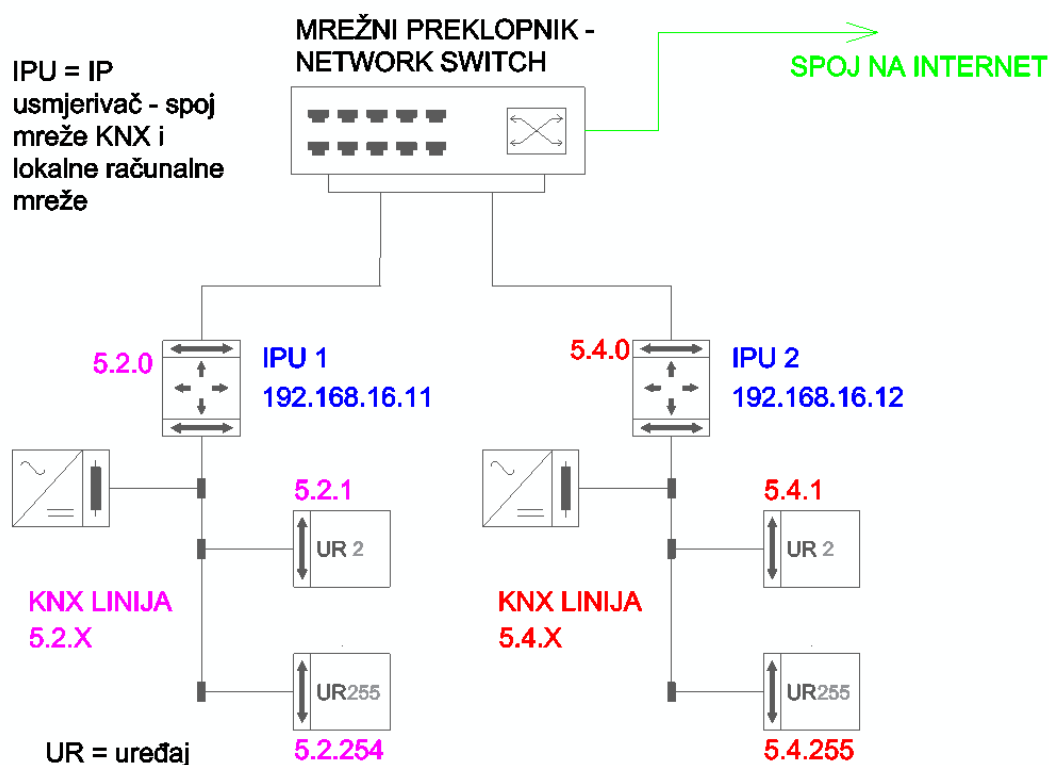 MREŽNI PREKLOPNIK -
NETWORK SWITCH
SPOJ NA INTERNET
IPU = IP
usmjerivač - spoj
mreže KNX i
lokalne računalne
mreže
5.2.0
IPU 1
192.168.16.11
5.4.0
IPU 2
192.168.16.12
5.2.1
UR 2
5.4.1
UR 2
KNX LINIJA
5.2.X
KNX LINIJA
5.4.X
UR255
5.2.254
UR255
5.4.255
UR = uređaj